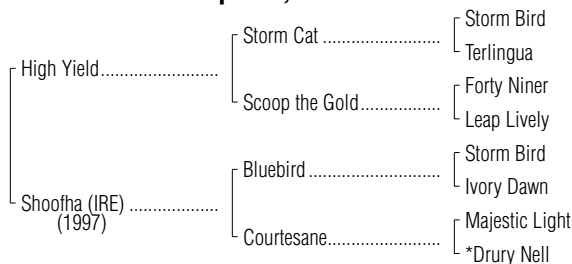 Storm Bird
Storm Cat
Terlingua
High Yield
Forty Niner
Scoop the Gold
Leap Lively
Storm Bird
Bluebird
Ivory Dawn
Shoofha (IRE)
(1997)
Majestic Light
Courtesane
*Drury Nell